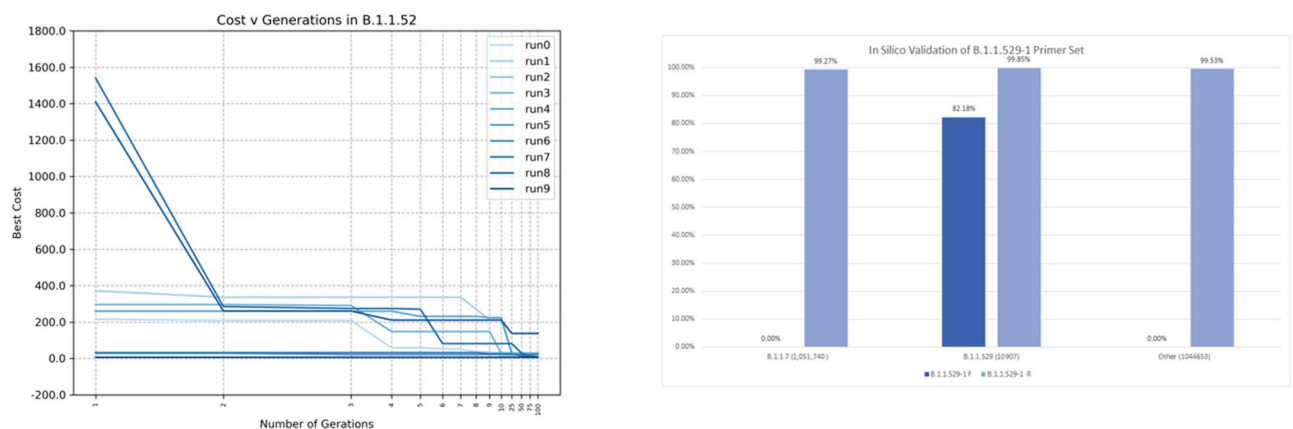 Cost v Generations in B.1.1.52
1800.0
1600.0
1400.0
1200.0
1000.0
800.0
600.0
400.0
200.0
0.0
-200.0
Best Cost
run0
run1
run2
run3
run4
run5
run6
run7
run8
run9
1 2 3 4 5 6 7 8 9 10 25 50 75 100
Number of Gerations
In Silico Validation of B.1.1.529-1 Primer Set
100.00%
90.00%
80.00%
70.00%
60.00%
50.00%
40.00%
30.00%
20.00%
10.00%
0.00%
0.00% 99.27% 82.18% 99.85% 0.00% 99.53%
B.1.1.7 (1,051,740 ) B.1.1.529 (10907) Other (1044653)
B.1.1.529-1 F B.1.1.529-1 R